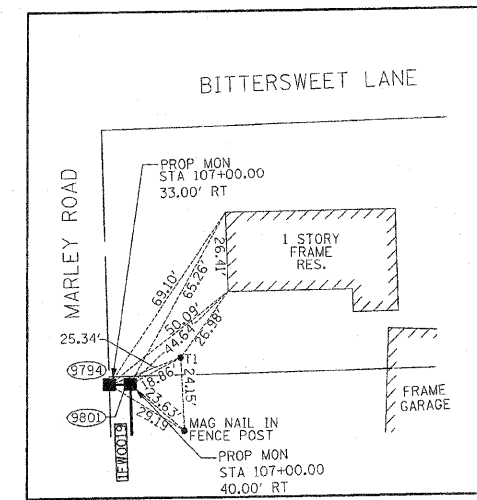 BITTERSWEET LANE
MARLEY ROAD
PROP MON
STA 107+00.00
33.00' RT
1 STORY
FRAME
RES.
26.41'
69.10'
65.26'
50.09'
44.64'
26.98'
25.34'
T1
9794
18.86'
24.15'
23.63'
29.19'
9801
FRAME
GARAGE
MAG NAIL IN
FENCE POST
1EW0019
PROP MON
STA 107+00.00
40.00' RT